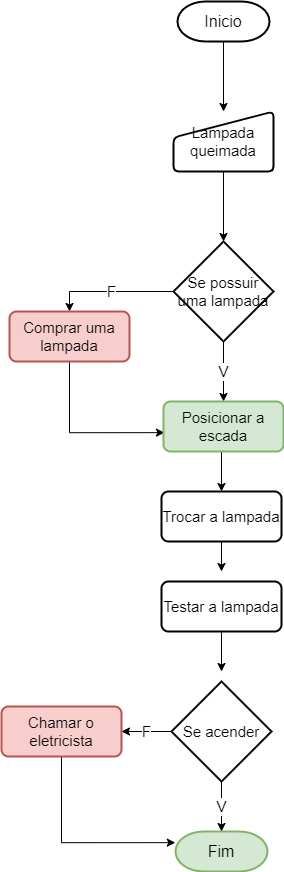 Inicio
Lampada
queimada
Se possuir
uma lampada
F
Comprar uma
lampada
V
Posicionar a
escada
Trocar a lampada
Testar a lampada
Se acender
F
Chamar o
eletricista
V
Fim